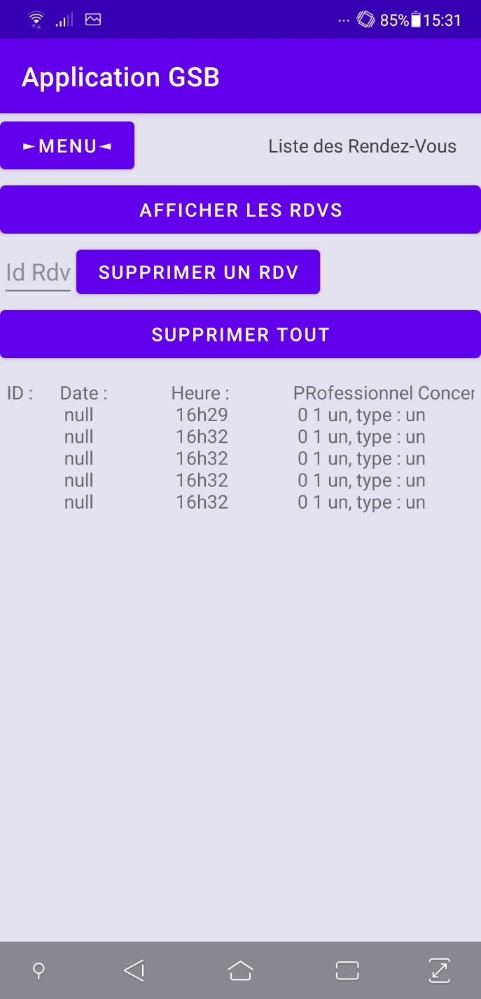 ... 85% 15:31
Application GSB
►MENU◄ Liste des Rendez-Vous
AFFICHER LES RDVS
Id Rdv SUPPRIMER UN RDV
SUPPRIMER TOUT
ID : Date : Heure : PRofessionnel Concer
null 16h29 0 1 un, type : un
null 16h32 0 1 un, type : un
null 16h32 0 1 un, type : un
null 16h32 0 1 un, type : un
null 16h32 0 1 un, type : un